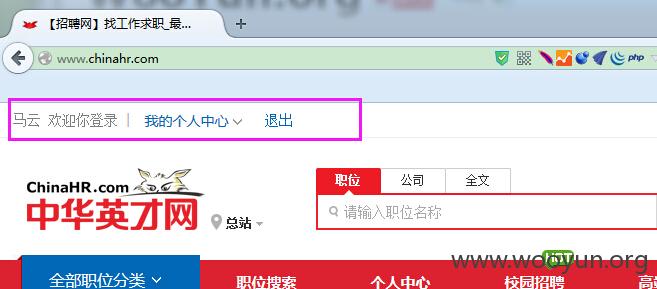 【招聘网】找工作求职_最...
www.chinahr.com
php
马云 欢迎你登录 | 我的个人中心 退出
ChinaHR.com
中华英才网
总站
职位 公司 全文
请输入职位名称
HOT
www.wooyun.org
全部职位分类 职位搜索 个人中心 校园招聘